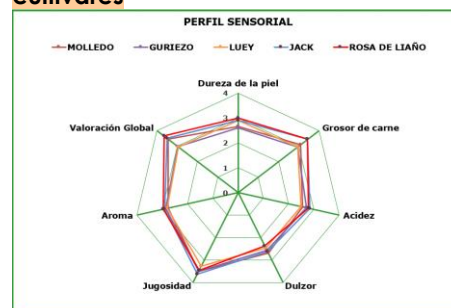 cultivares
PERFIL SENSORIAL
MOLLEDO GURIEZO LUEY JACK ROSA DE LIAÑO
Dureza de la piel
4
3
2
1
0
Valoración Global
Grosor de carne
Aroma
Acidez
Jugosidad
Dulzor